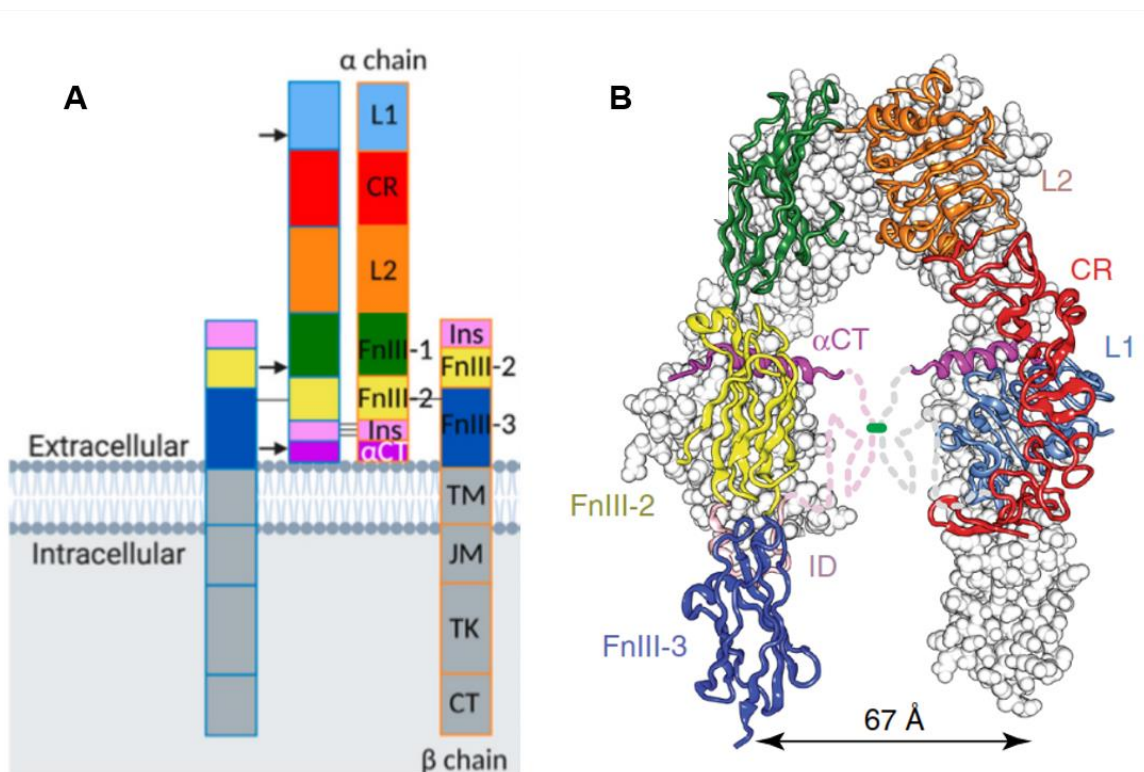 A
α chain
L1
CR
L2
FnIII-1
FnIII-2
Ins
αCT
Ins
FnIII-2
FnIII-3
Extracellular
Intracellular
TM
JM
TK
CT
β chain
B
L2
CR
L1
αCT
FnIII-2
ID
FnIII-3
67 Å